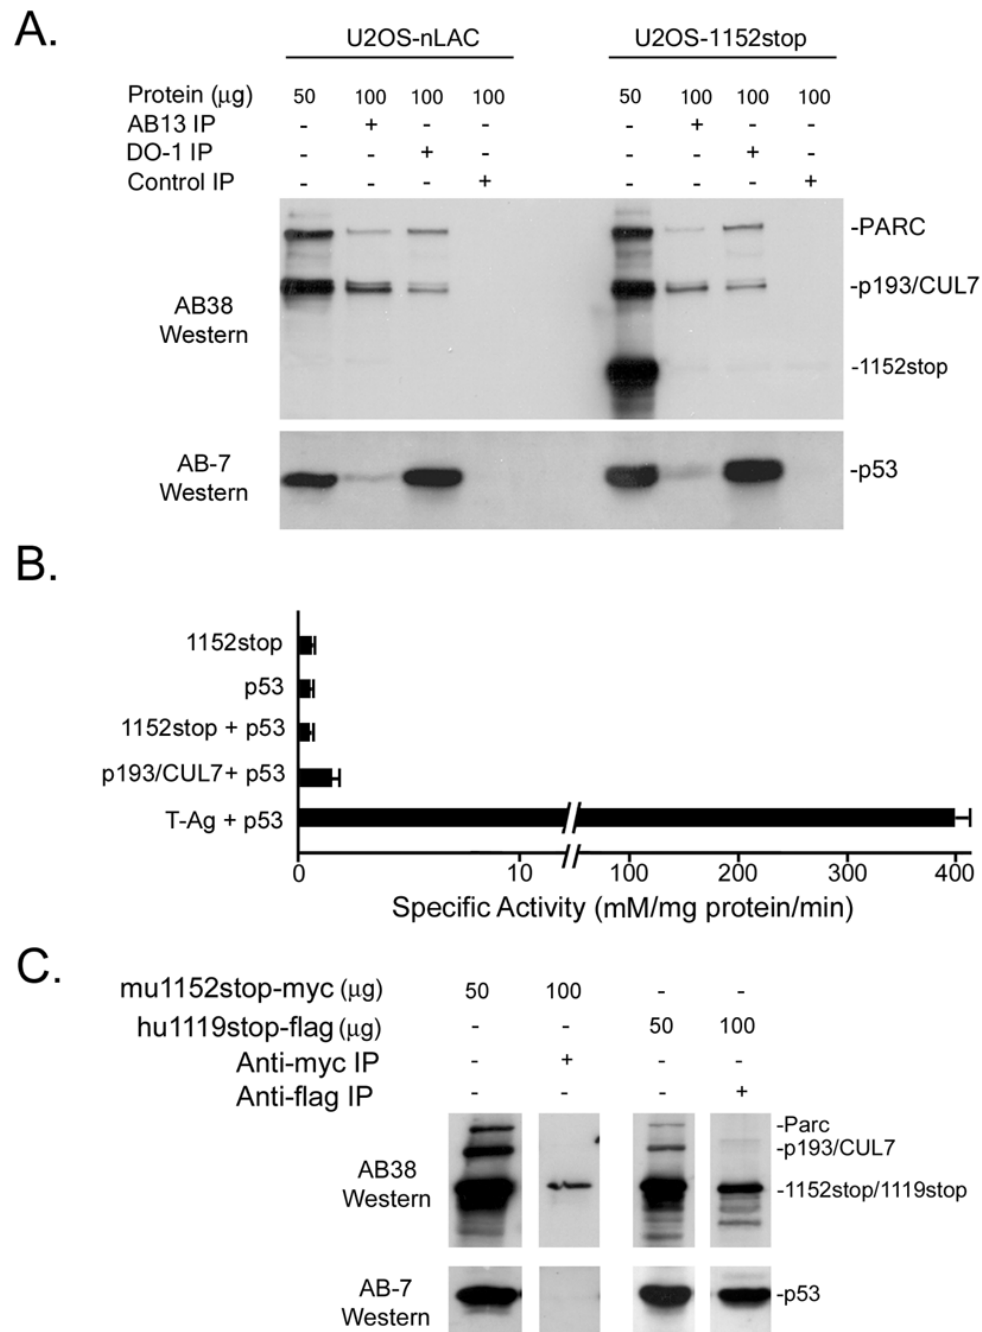 A.
U2OS-nLAC U2OS-1152stop
Protein (μg) 50 100 100 100 50 100 100 100
AB13 IP - + - - - + - -
DO-1 IP - - + - - - + -
Control IP - - - + - - - +
-PARC
-p193/CUL7
AB38
Western
-1152stop
AB-7
Western
-p53
B.
1152stop
p53
1152stop + p53
p193/CUL7+ p53
T-Ag + p53
0 10 100 200 300 400
Specific Activity (mM/mg protein/min)
C.
mu1152stop-myc (μg) 50 100 - -
hu1119stop-flag (μg) - - 50 100
Anti-myc IP - + - -
Anti-flag IP - - - +
-Parc
-p193/CUL7
AB38
Western
-1152stop/1119stop
AB-7
Western
-p53